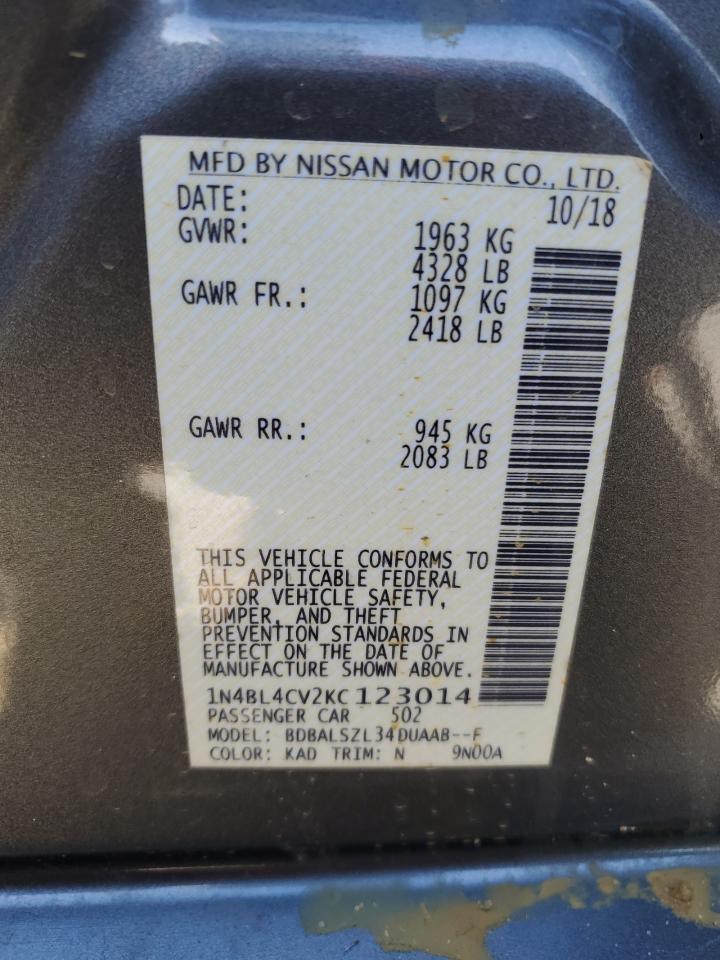 MFD BY NISSAN MOTOR CO., LTD.
DATE: 10/18
GVWR: 1963 KG
4328 LB
GAWR FR.: 1097 KG
2418 LB
GAWR RR.: 945 KG
2083 LB
THIS VEHICLE CONFORMS TO
ALL APPLICABLE FEDERAL
MOTOR VEHICLE SAFETY,
BUMPER, AND THEFT
PREVENTION STANDARDS IN
EFFECT ON THE DATE OF
MANUFACTURE SHOWN ABOVE.
1N4BL4CV2KC123014
PASSENGER CAR 502
MODEL: BDBALSZL34DUAAB--F
COLOR: KAD TRIM: N 9N00A